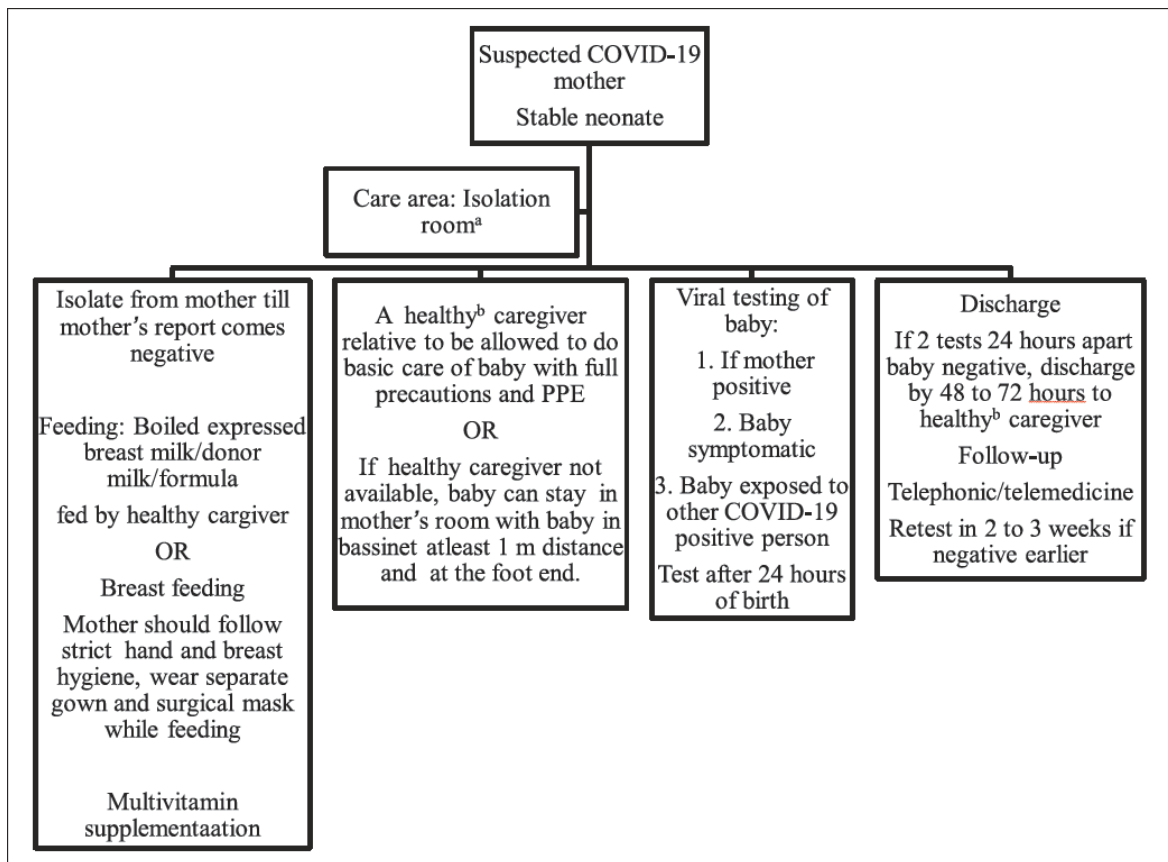 Suspected COVID-19
mother
Stable neonate
Care area: Isolation
roomᵃ
Isolate from mother till
mother's report comes
negative
Feeding: Boiled expressed
breast milk/donor
milk/formula
fed by healthy cargiver
OR
Breast feeding
Mother should follow
strict hand and breast
hygiene, wear separate
gown and surgical mask
while feeding
Multivitamin
supplementaation
A healthyᵇ caregiver
relative to be allowed to do
basic care of baby with full
precautions and PPE
OR
If healthy caregiver not
available, baby can stay in
mother's room with baby in
bassinet atleast 1 m distance
and at the foot end.
Viral testing of
baby:
1. If mother
positive
2. Baby
symptomatic
3. Baby exposed to
other COVID-19
positive person
Test after 24 hours
of birth
Discharge
If 2 tests 24 hours apart
baby negative, discharge
by 48 to 72 hours to
healthyᵇ caregiver
Follow-up
Telephonic/telemedicine
Retest in 2 to 3 weeks if
negative earlier